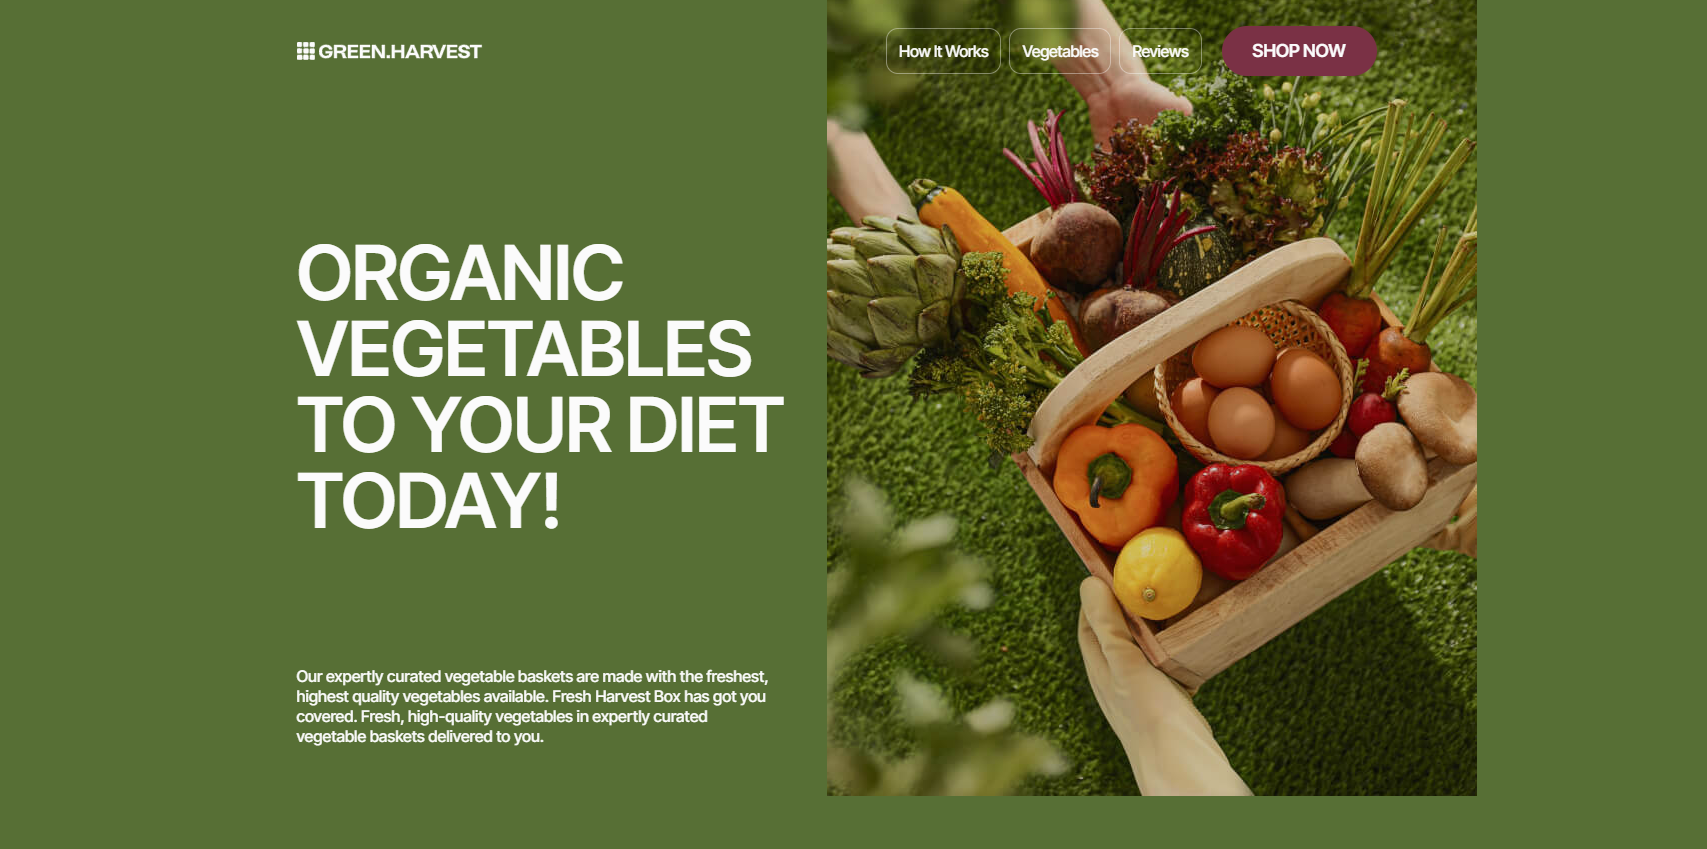 GREEN.HARVEST
How It Works
Vegetables
Reviews
SHOP NOW
ORGANIC
VEGETABLES
TO YOUR DIET
TODAY!
Our expertly curated vegetable baskets are made with the freshest,
highest quality vegetables available. Fresh Harvest Box has got you
covered. Fresh, high-quality vegetables in expertly curated
vegetable baskets delivered to you.